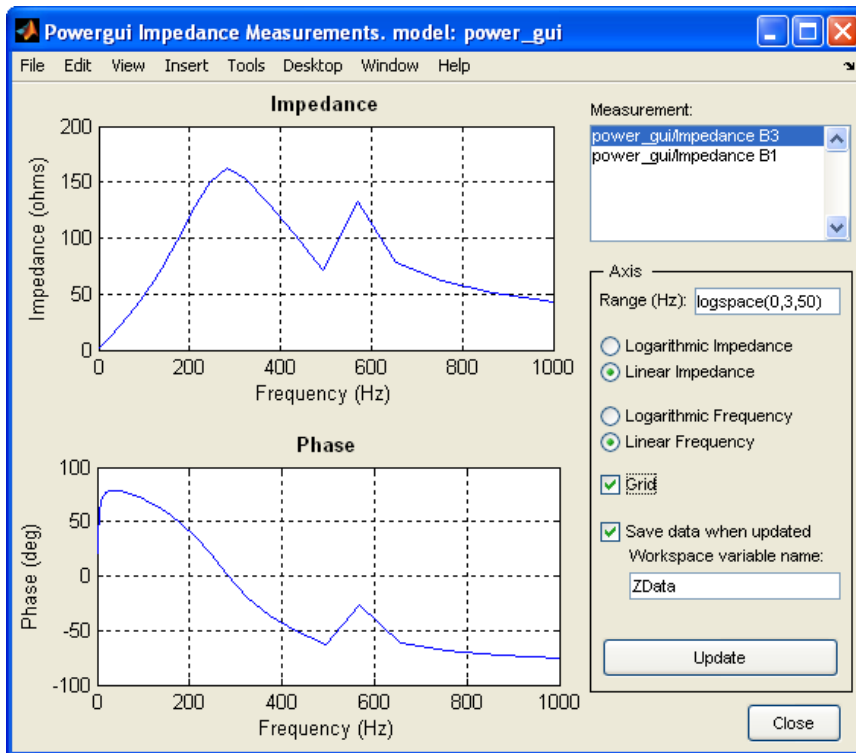 Powergui Impedance Measurements. model: power_gui
File Edit View Insert Tools Desktop Window Help
Impedance
200
150
100
50
0
Impedance (ohms)
0 200 400 600 800 1000
Frequency (Hz)
Phase
100
50
0
-50
-100
Phase (deg)
0 200 400 600 800 1000
Frequency (Hz)
Measurement:
power_gui/Impedance B3
power_gui/Impedance B1
Axis
Range (Hz): logspace(0,3,50)
Logarithmic Impedance
Linear Impedance
Logarithmic Frequency
Linear Frequency
Grid
Save data when updated
Workspace variable name:
ZData
Update
Close